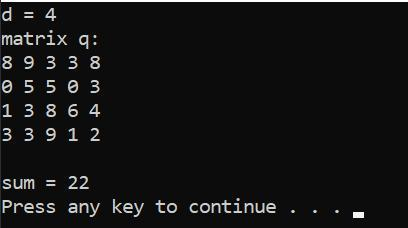 d = 4
matrix q:
8 9 3 3 8
0 5 5 0 3
1 3 8 6 4
3 3 9 1 2
sum = 22
Press any key to continue . . .